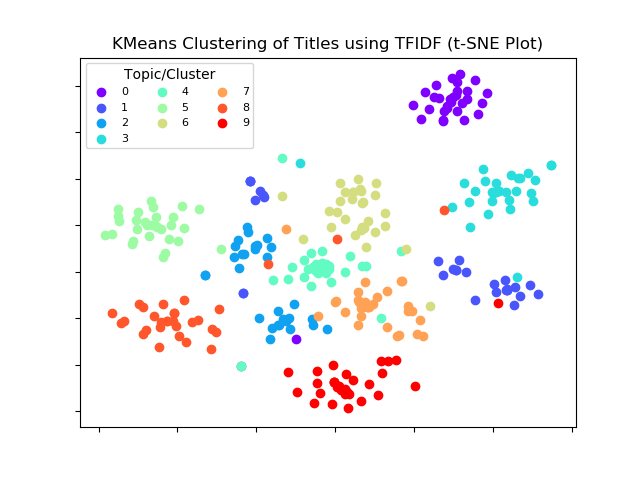 KMeans Clustering of Titles using TFIDF (t-SNE Plot)
Topic/Cluster
0 4 7
1 5 8
2 6 9
3